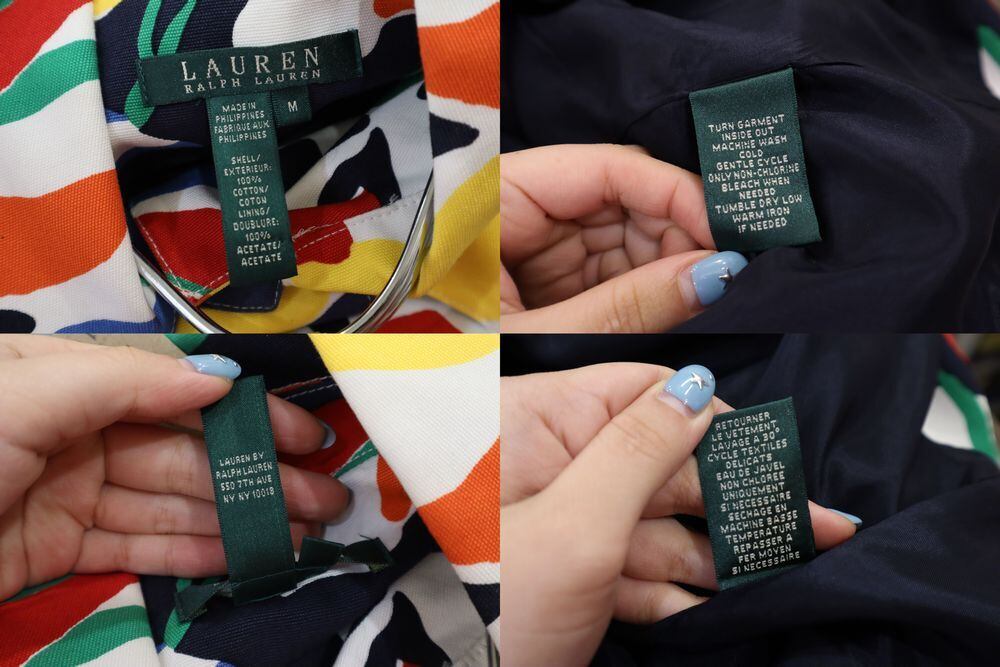 LAUREN
RALPH LAUREN
M
MADE IN
PHILIPPINES
FABRIQUE AUX
PHILIPPINES
SHELL/
EXTERIEUR:
100%
COTTON/
COTON
LINING/
DOUBLURE:
100%
ACETATE/
ACETATE
TURN GARMENT
INSIDE OUT
MACHINE WASH
COLD
GENTLE CYCLE
ONLY NON-CHLORINE
BLEACH WHEN
NEEDED
TUMBLE DRY LOW
WARM IRON
IF NEEDED
LAUREN BY
RALPH LAUREN
550 7TH AVE
NY NY 10018
RETOURNER
LE VETEMENT,
LAVAGE A 30°
CYCLE TEXTILES
DELICATS
EAU DE JAVEL
NON CHLOREE
UNIQUEMENT
SI NECESSAIRE
SECHAGE EN
MACHINE BASSE
TEMPERATURE
REPASSER A
FER MOYEN
SI NECESSAIRE